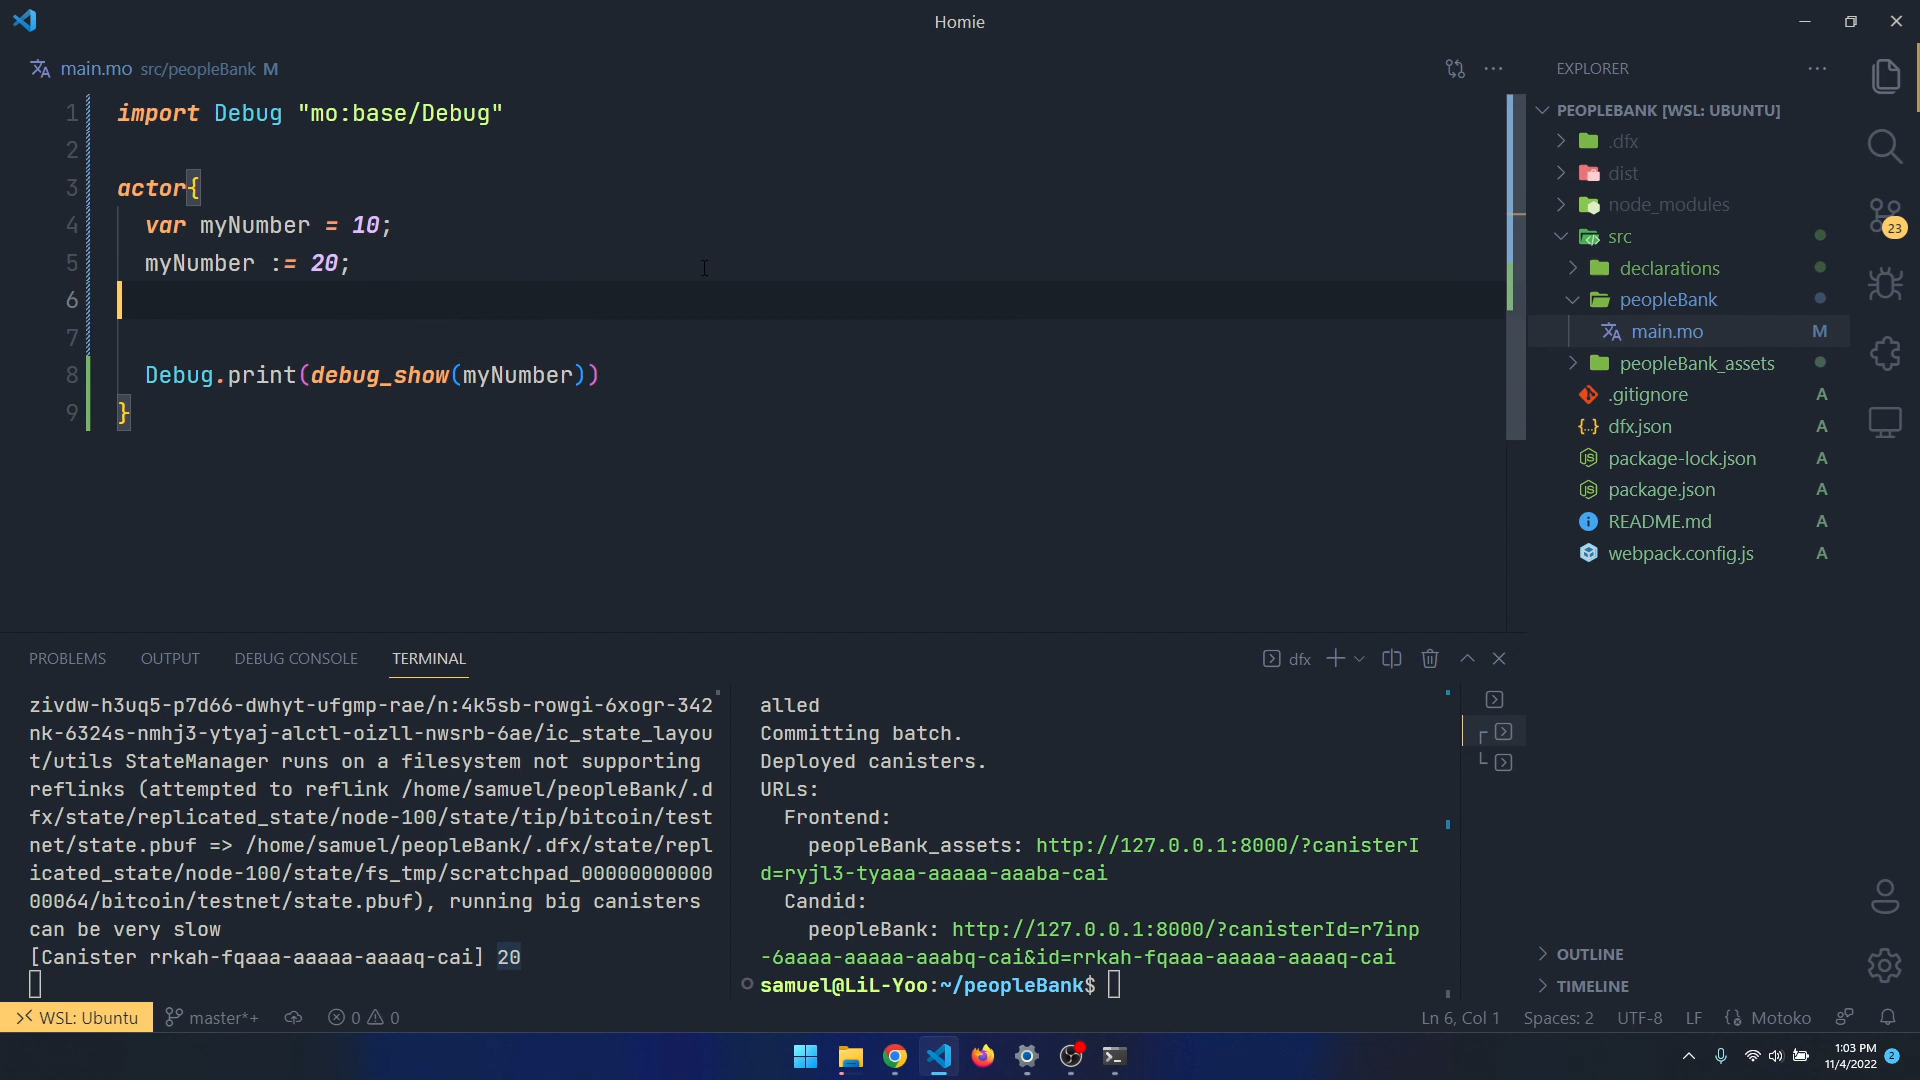 Homie
main.mo src/peopleBank M
1 import Debug "mo:base/Debug"
2
3 actor{
4 var myNumber = 10;
5 myNumber := 20;
6
7
8 Debug.print(debug_show(myNumber))
9 }
EXPLORER
PEOPLEBANK [WSL: UBUNTU]
.dfx
dist
node_modules
src
declarations
peopleBank
main.mo M
peopleBank_assets
.gitignore A
dfx.json A
package-lock.json A
package.json A
README.md A
webpack.config.js A
OUTLINE
TIMELINE
23
PROBLEMS OUTPUT DEBUG CONSOLE TERMINAL
dfx
zivdw-h3uq5-p7d66-dwhyt-ufgmp-rae/n:4k5sb-rowgi-6xogr-342
nk-6324s-nmhj3-ytyaj-alctl-oizll-nwsrb-6ae/ic_state_layou
t/utils StateManager runs on a filesystem not supporting
reflinks (attempted to reflink /home/samuel/peopleBank/.d
fx/state/replicated_state/node-100/state/tip/bitcoin/test
net/state.pbuf => /home/samuel/peopleBank/.dfx/state/repl
icated_state/node-100/state/fs_tmp/scratchpad_00000000000
00064/bitcoin/testnet/state.pbuf), running big canisters
can be very slow
[Canister rrkah-fqaaa-aaaaa-aaaaq-cai] 20
alled
Committing batch.
Deployed canisters.
URLs:
Frontend:
peopleBank_assets: http://127.0.0.1:8000/?canisterI
d=ryjl3-tyaaa-aaaaa-aaaba-cai
Candid:
peopleBank: http://127.0.0.1:8000/?canisterId=r7inp
-6aaaa-aaaaa-aaabq-cai&id=rrkah-fqaaa-aaaaa-aaaaq-cai
samuel@LiL-Yoo:~/peopleBank$
WSL: Ubuntu master*+ 0 0
Ln 6, Col 1 Spaces: 2 UTF-8 LF Motoko
1:03 PM
11/4/2022
2